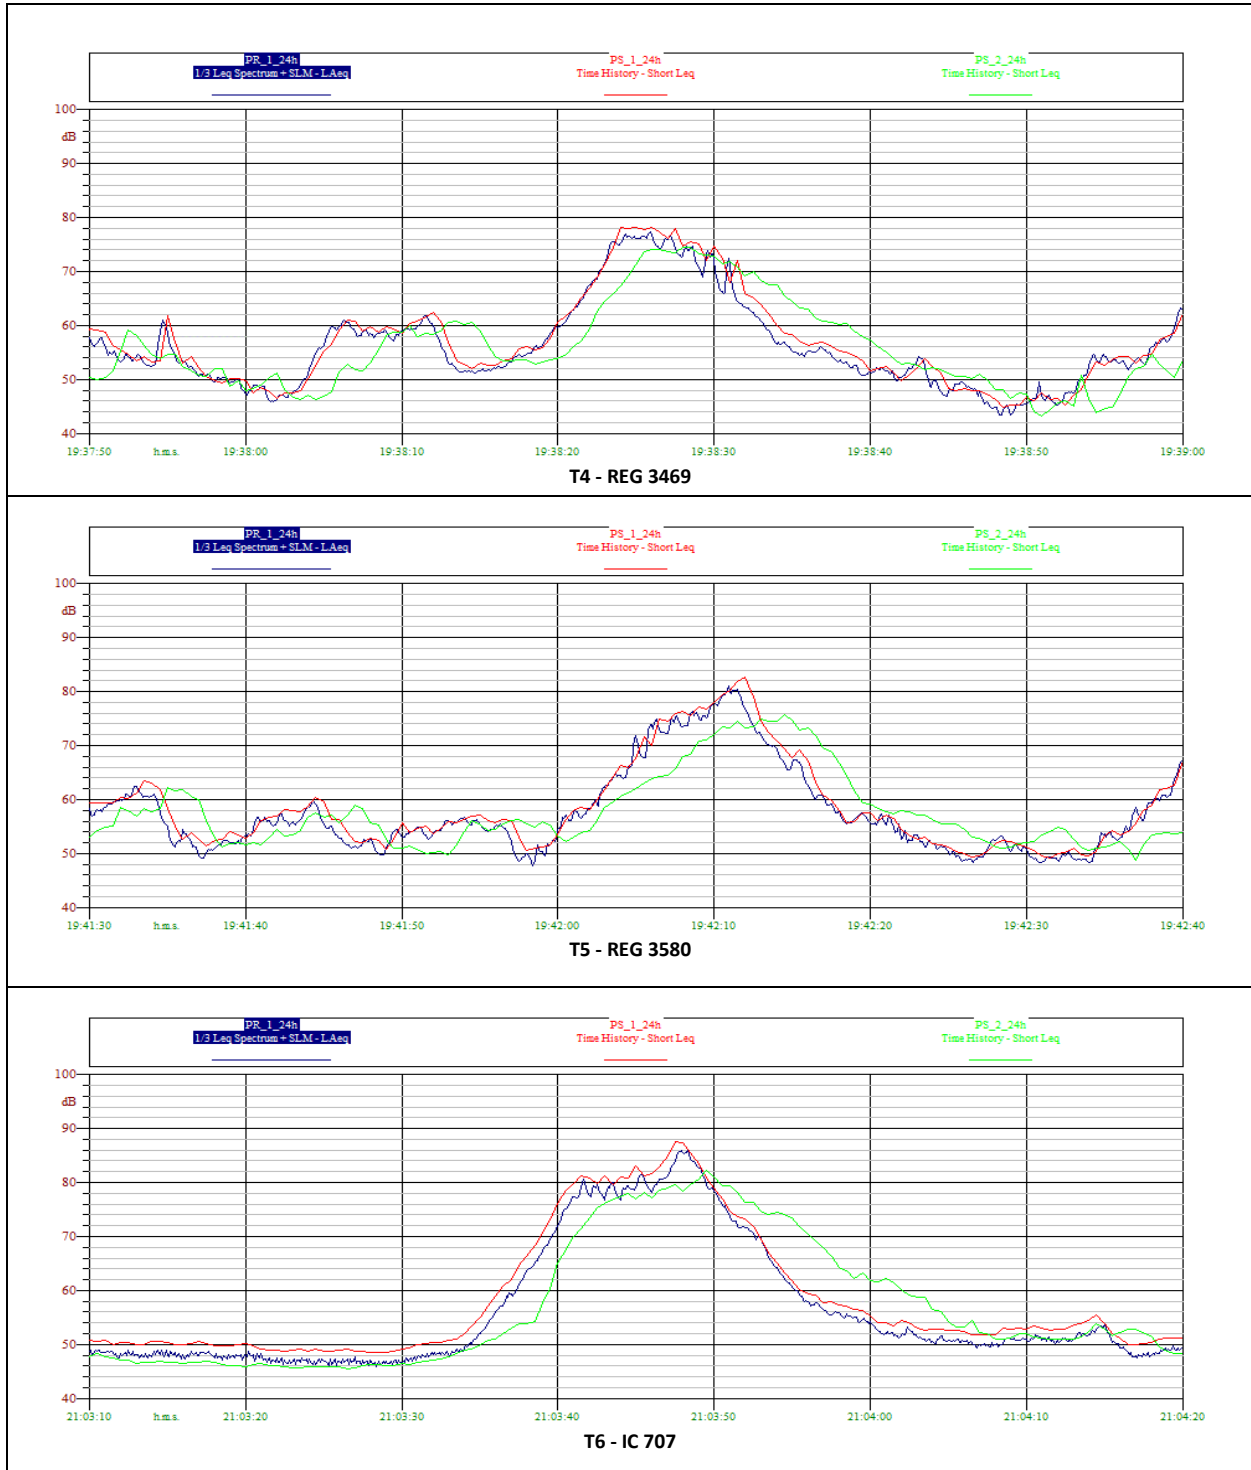 PR_1_24h PS_1_24h PS_2_24h
1/3 Leq Spectrum + SLM - LAeq Time History - Short Leq Time History - Short Leq
100
dB
90
80
70
60
50
40
19:37:50 h.m.s. 19:38:00 19:38:10 19:38:20 19:38:30 19:38:40 19:38:50 19:39:00
T4 - REG 3469
PR_1_24h PS_1_24h PS_2_24h
1/3 Leq Spectrum + SLM - LAeq Time History - Short Leq Time History - Short Leq
100
dB
90
80
70
60
50
40
19:41:30 h.m.s. 19:41:40 19:41:50 19:42:00 19:42:10 19:42:20 19:42:30 19:42:40
T5 - REG 3580
PR_1_24h PS_1_24h PS_2_24h
1/3 Leq Spectrum + SLM - LAeq Time History - Short Leq Time History - Short Leq
100
dB
90
80
70
60
50
40
21:03:10 h.m.s. 21:03:20 21:03:30 21:03:40 21:03:50 21:04:00 21:04:10 21:04:20
T6 - IC 707